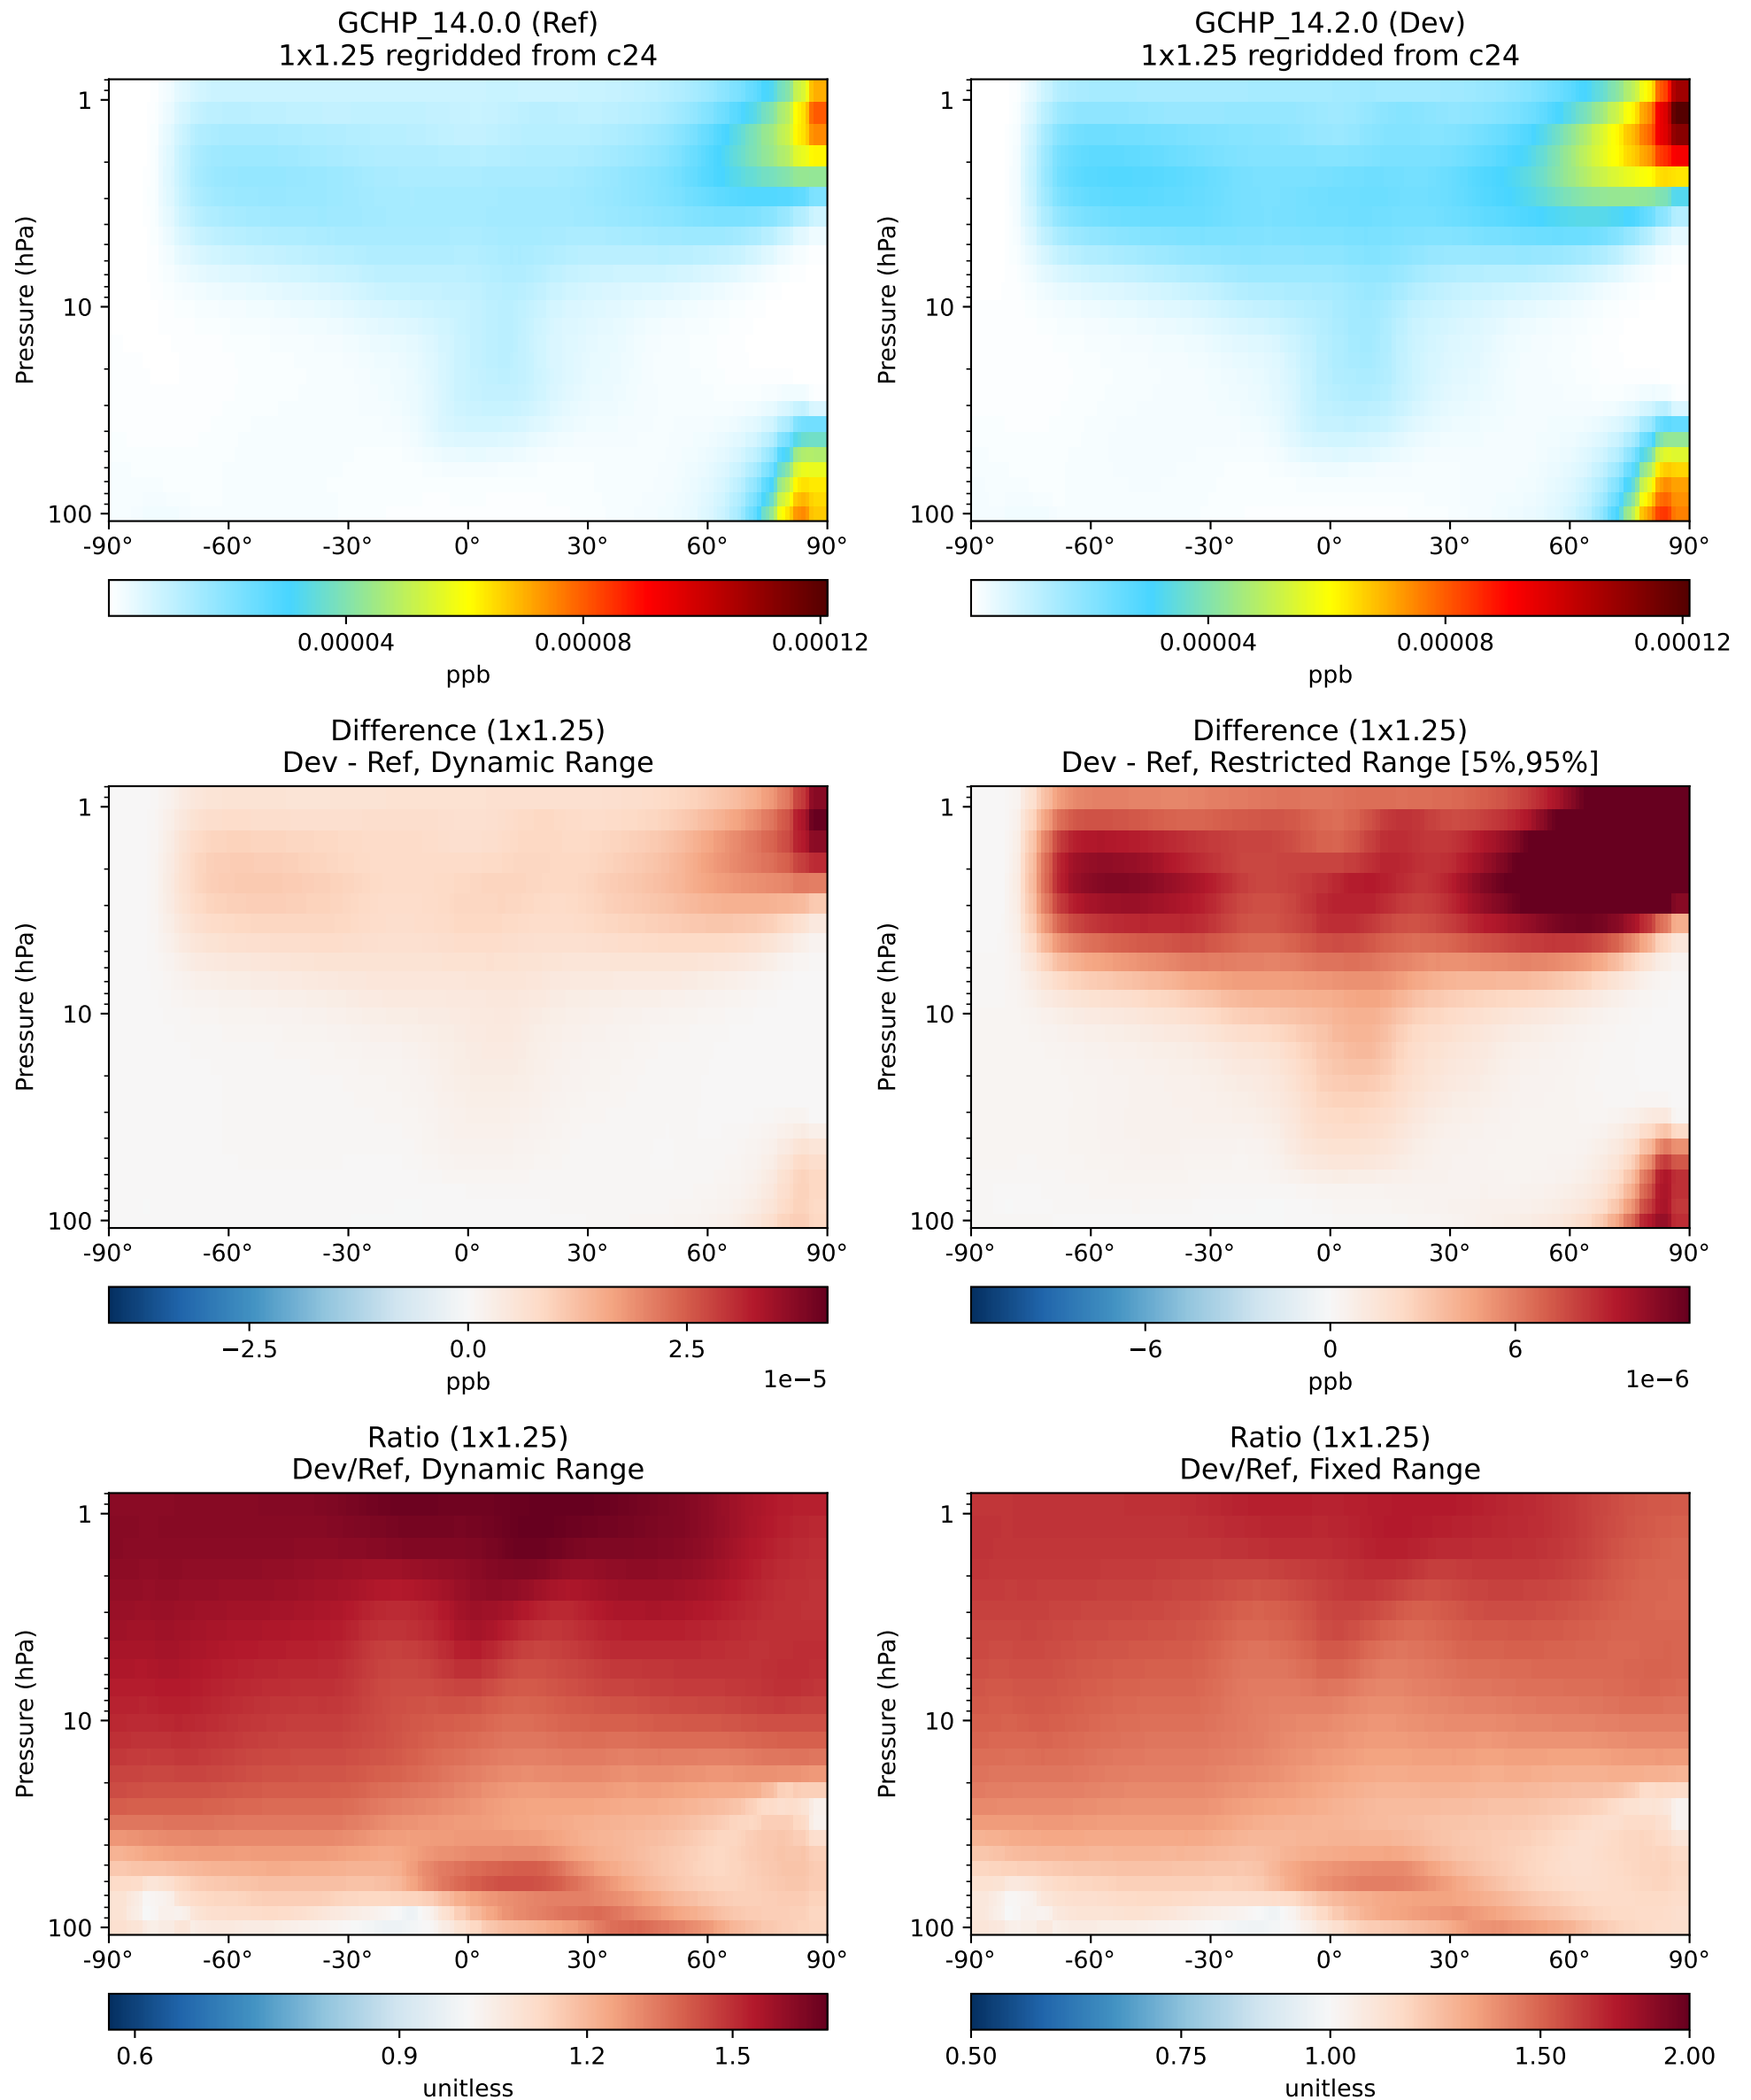 GCHP_14.0.0 (Ref)
1x1.25 regridded from c24
Pressure (hPa)
1
10
100
-90° -60° -30° 0° 30° 60° 90°
0.00004 0.00008 0.00012
ppb
GCHP_14.2.0 (Dev)
1x1.25 regridded from c24
Pressure (hPa)
1
10
100
-90° -60° -30° 0° 30° 60° 90°
0.00004 0.00008 0.00012
ppb
Difference (1x1.25)
Dev - Ref, Dynamic Range
Pressure (hPa)
1
10
100
-90° -60° -30° 0° 30° 60° 90°
−2.5 0.0 2.5
ppb 1e−5
Difference (1x1.25)
Dev - Ref, Restricted Range [5%,95%]
Pressure (hPa)
1
10
100
-90° -60° -30° 0° 30° 60° 90°
−6 0 6
ppb 1e−6
Ratio (1x1.25)
Dev/Ref, Dynamic Range
Pressure (hPa)
1
10
100
-90° -60° -30° 0° 30° 60° 90°
0.6 0.9 1.2 1.5
unitless
Ratio (1x1.25)
Dev/Ref, Fixed Range
Pressure (hPa)
1
10
100
-90° -60° -30° 0° 30° 60° 90°
0.50 0.75 1.00 1.50 2.00
unitless